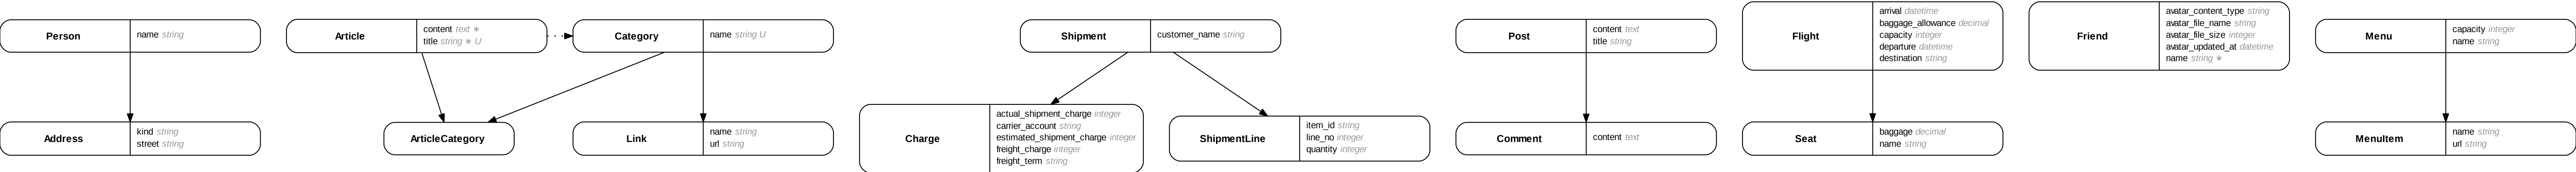 Person
name string
Article
content text ∗
title string ∗ U
Category
name string U
Shipment
customer_name string
Post
content text
title string
Flight
arrival datetime
baggage_allowance decimal
capacity integer
departure datetime
destination string
Friend
avatar_content_type string
avatar_file_name string
avatar_file_size integer
avatar_updated_at datetime
name string ∗
Menu
capacity integer
name string
Address
kind string
street string
ArticleCategory
Link
name string
url string
Charge
actual_shipment_charge integer
carrier_account string
estimated_shipment_charge integer
freight_charge integer
freight_term string
ShipmentLine
item_id string
line_no integer
quantity integer
Comment
content text
Seat
baggage decimal
name string
MenuItem
name string
url string